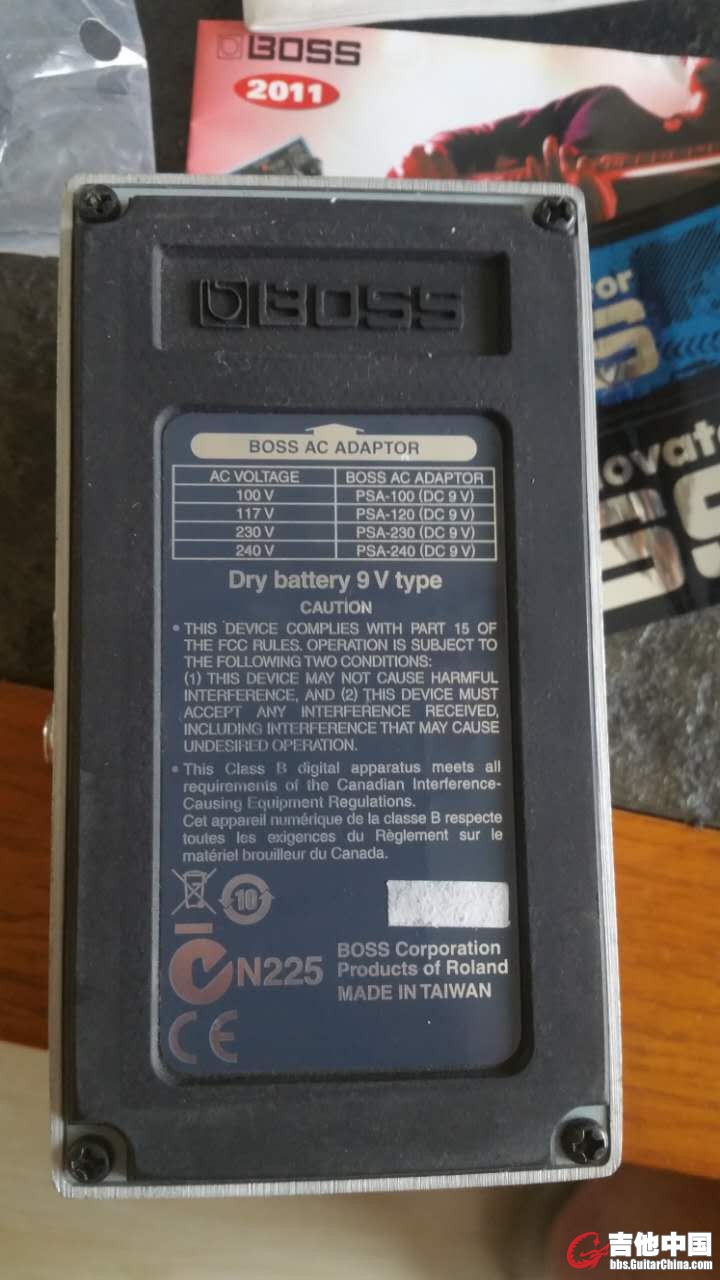 BOSS
2011
BOSS
or
S
ovat
SS
BOSS AC ADAPTOR
AC VOLTAGE BOSS AC ADAPTOR
100 V PSA-100 (DC 9 V)
117 V PSA-120 (DC 9 V)
230 V PSA-230 (DC 9 V)
240 V PSA-240 (DC 9 V)
Dry battery 9 V type
CAUTION
• THIS DEVICE COMPLIES WITH PART 15 OF
THE FCC RULES. OPERATION IS SUBJECT TO
THE FOLLOWING TWO CONDITIONS:
(1) THIS DEVICE MAY NOT CAUSE HARMFUL
INTERFERENCE, AND (2) THIS DEVICE MUST
ACCEPT ANY INTERFERENCE RECEIVED,
INCLUDING INTERFERENCE THAT MAY CAUSE
UNDESIRED OPERATION.
• This Class B digital apparatus meets all
requirements of the Canadian Interference-
Causing Equipment Regulations.
Cet appareil numérique de la classe B respecte
toutes les exigences du Règlement sur le
matériel brouilleur du Canada.
10
N225
BOSS Corporation
Products of Roland
MADE IN TAIWAN
CE
吉他中国
bbs.GuitarChina.com